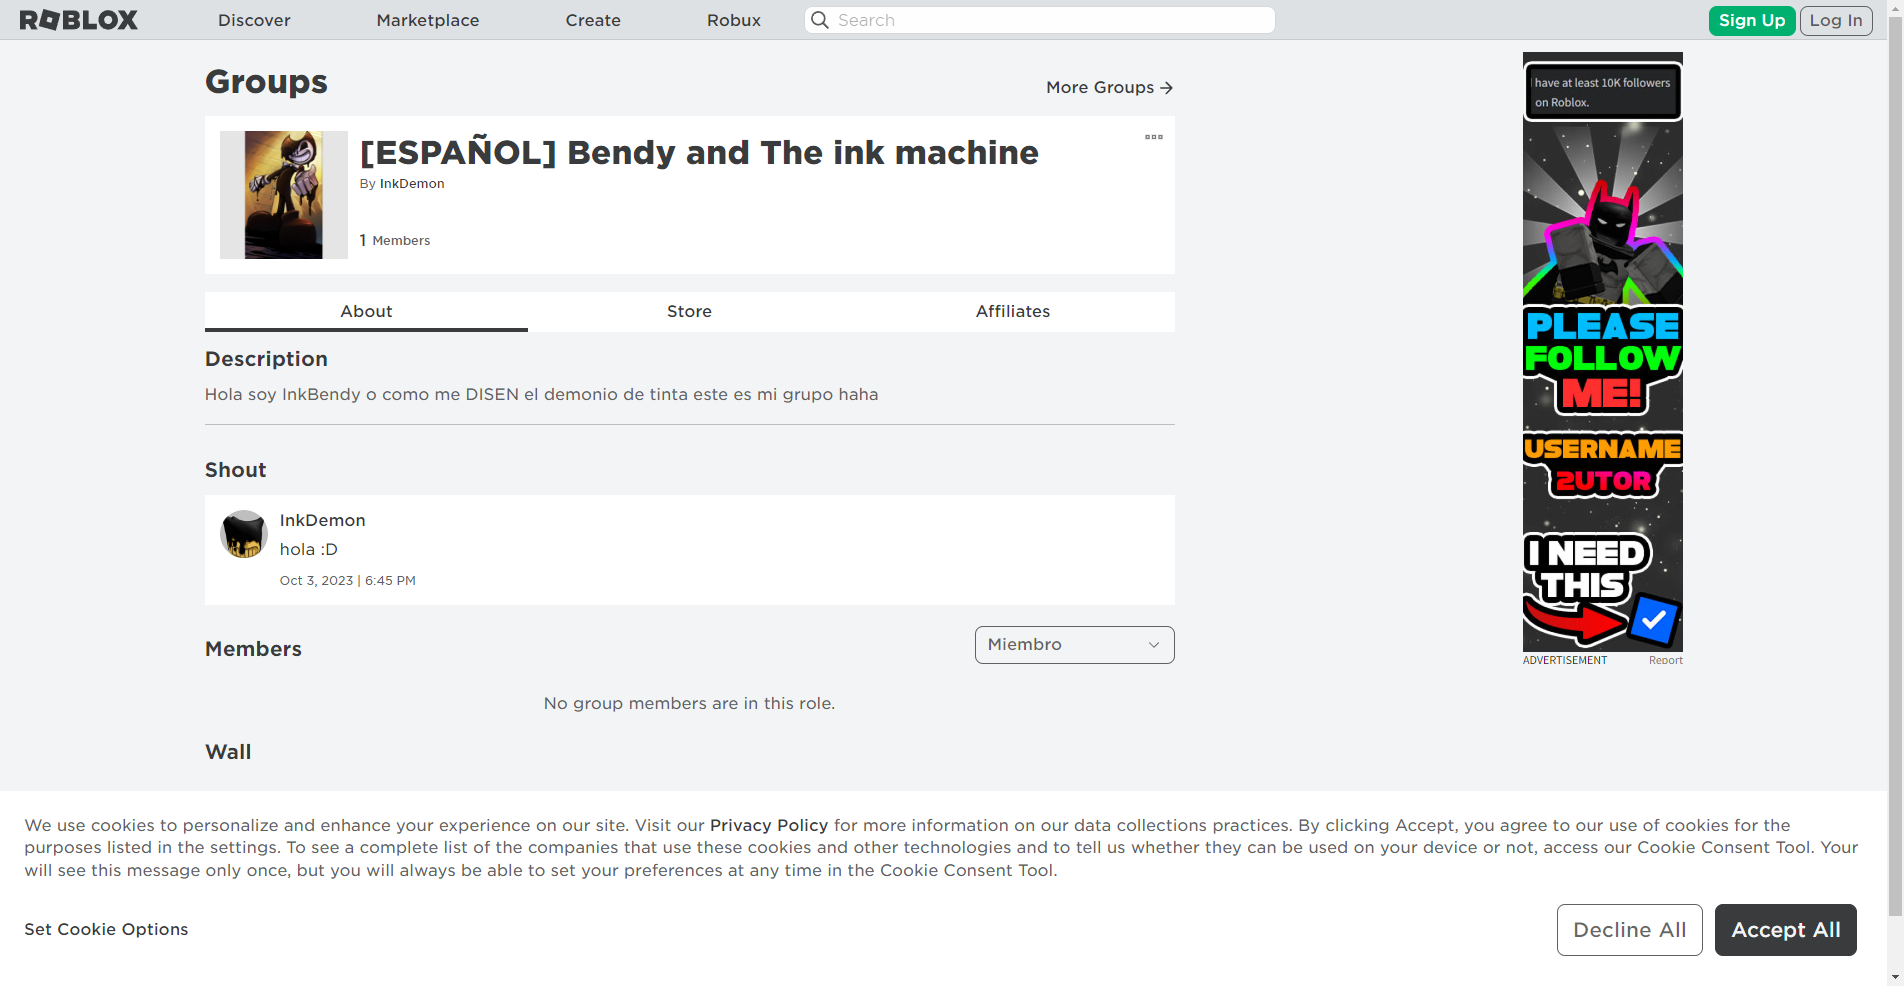 ROBLOX
Discover
Marketplace
Create
Robux
Search
Sign Up
Log In
Groups
More Groups →
[ESPAÑOL] Bendy and The ink machine
By InkDemon
1 Members
About
Store
Affiliates
Description
Hola soy InkBendy o como me DISEN el demonio de tinta este es mi grupo haha
Shout
InkDemon
hola :D
Oct 3, 2023 | 6:45 PM
Members
Miembro
No group members are in this role.
Wall
have at least 10K followers
on Roblox.
PLEASE
FOLLOW
ME!
USERNAME
2UTOR
I NEED
THIS
ADVERTISEMENT
Report
We use cookies to personalize and enhance your experience on our site. Visit our Privacy Policy for more information on our data collections practices. By clicking Accept, you agree to our use of cookies for the
purposes listed in the settings. To see a complete list of the companies that use these cookies and other technologies and to tell us whether they can be used on your device or not, access our Cookie Consent Tool. Your
will see this message only once, but you will always be able to set your preferences at any time in the Cookie Consent Tool.
Set Cookie Options
Decline All
Accept All